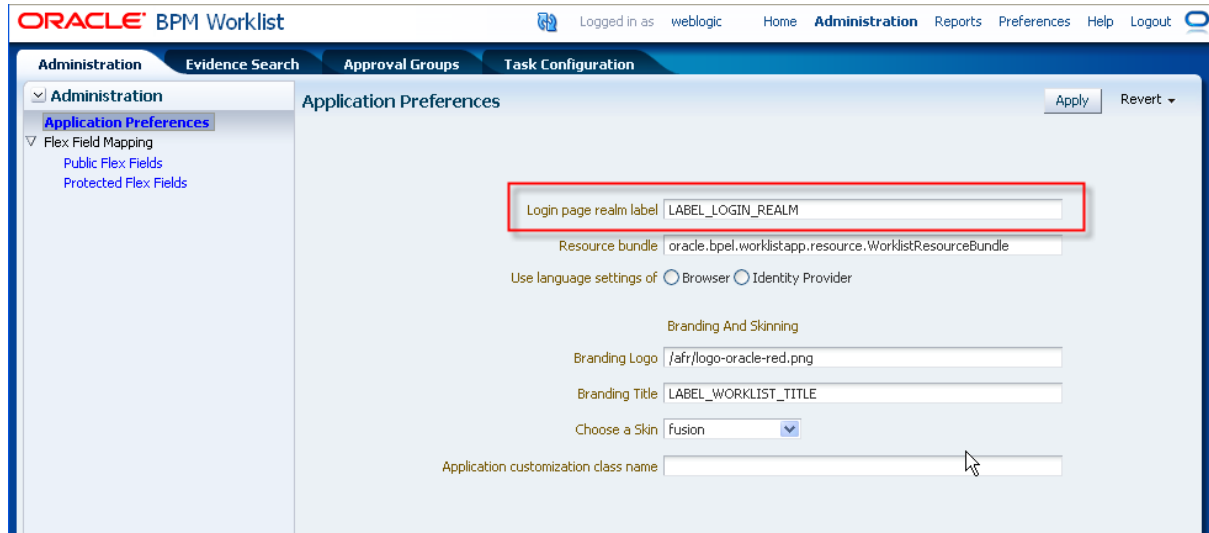 ORACLE BPM Worklist Logged in as weblogic Home Administration Reports Preferences Help Logout
Administration Evidence Search Approval Groups Task Configuration
Administration
Application Preferences
Flex Field Mapping
Public Flex Fields
Protected Flex Fields
Application Preferences Apply Revert
Login page realm label LABEL_LOGIN_REALM
Resource bundle oracle.bpel.worklistapp.resource.WorklistResourceBundle
Use language settings of Browser Identity Provider
Branding And Skinning
Branding Logo /afr/logo-oracle-red.png
Branding Title LABEL_WORKLIST_TITLE
Choose a Skin fusion
Application customization class name